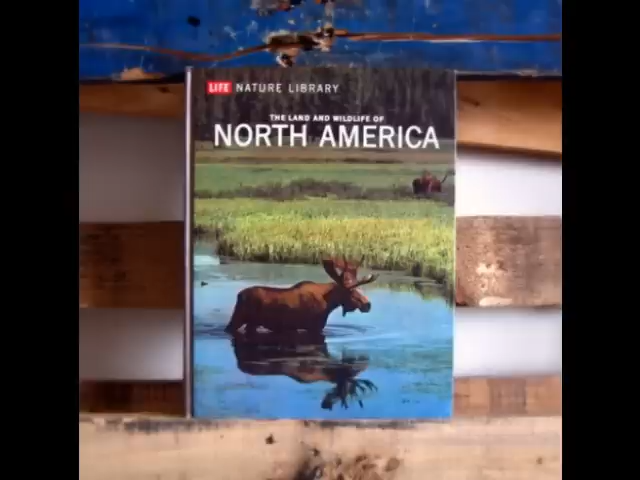 LIFE NATURE LIBRARY
THE LAND AND WILDLIFE OF
NORTH AMERICA